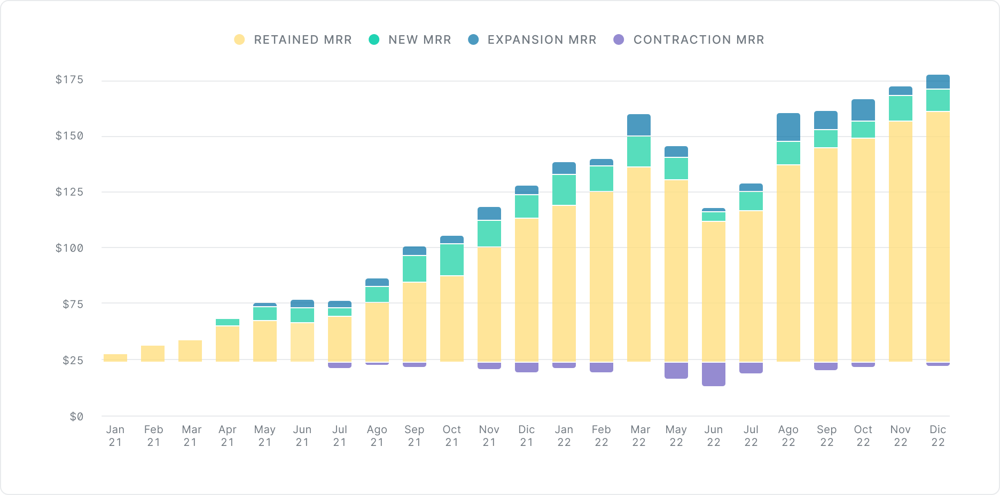 RETAINED MRR NEW MRR EXPANSION MRR CONTRACTION MRR
$175
$150
$125
$100
$75
$25
$0
Jan Feb Mar Apr May Jun Jul Ago Sep Oct Nov Dic Jan Feb Mar May Jun Jul Ago Sep Oct Nov Dic
21 21 21 21 21 21 21 21 21 21 21 21 22 22 22 22 22 22 22 22 22 22 22